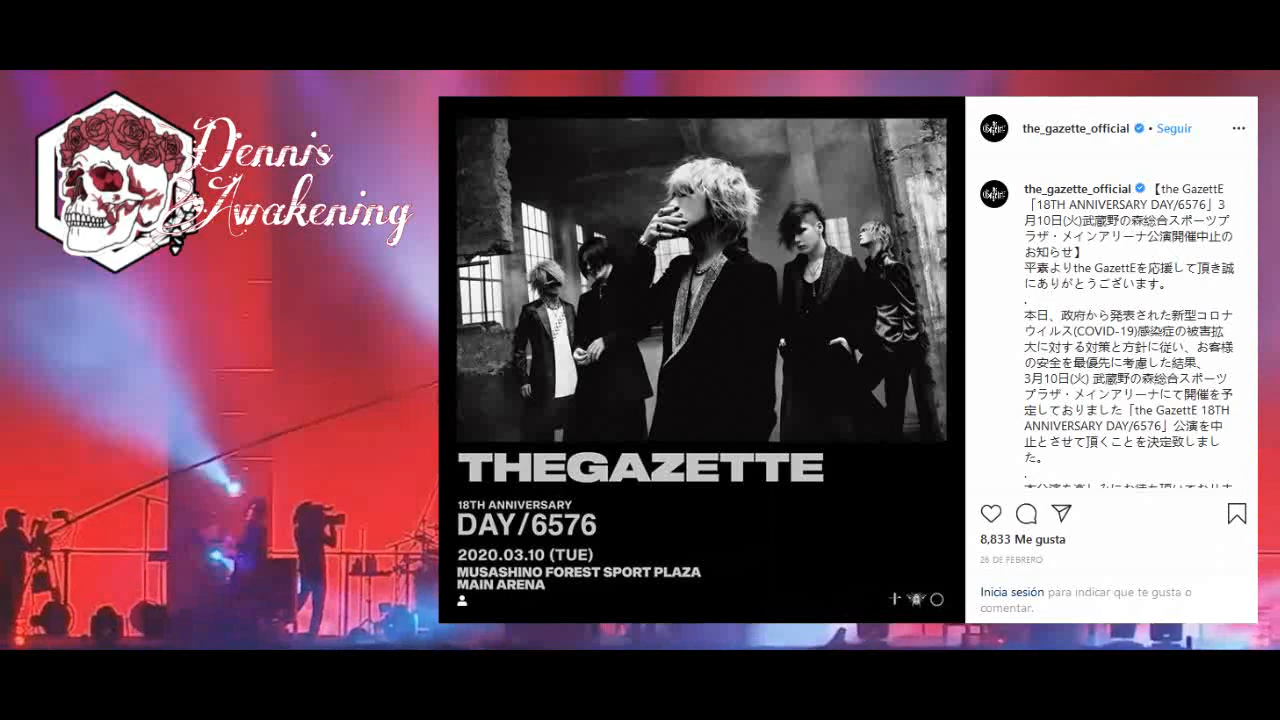 Dennis
Awakening
THEGAZETTE
18TH ANNIVERSARY
DAY/6576
2020.03.10 (TUE)
MUSASHINO FOREST SPORT PLAZA
MAIN ARENA
the_gazette_official • Seguir
the_gazette_official 【the GazettE
「18TH ANNIVERSARY DAY/6576」3
月10日(火)武蔵野の森総合スポーツプ
ラザ・メインアリーナ公演開催中止の
お知らせ】
平素よりthe GazettEを応援して頂き誠
にありがとうございます。
.
本日、政府から発表された新型コロナ
ウイルス(COVID-19)感染症の被害拡
大に対する対策と方針に従い、お客様
の安全を最優先に考慮した結果、
3月10日(火) 武蔵野の森総合スポーツ
プラザ・メインアリーナにて開催を予
定しておりました「the GazettE 18TH
ANNIVERSARY DAY/6576」公演を中
止とさせて頂くことを決定致しまし
た。
.
8,833 Me gusta
26 DE FEBRERO
Inicia sesión para indicar que te gusta o
comentar.